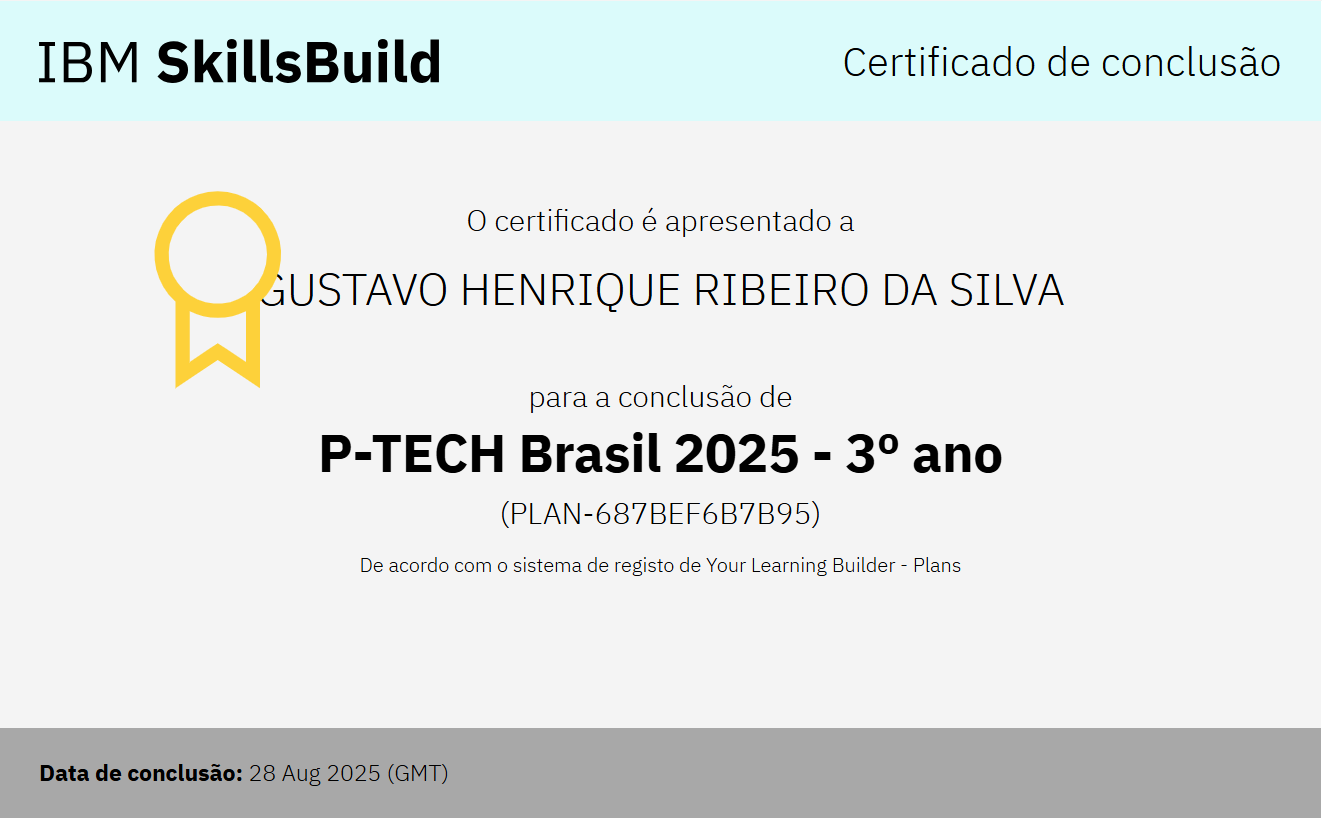 IBM SkillsBuild
Certificado de conclusão
O certificado é apresentado a
GUSTAVO HENRIQUE RIBEIRO DA SILVA
para a conclusão de
P-TECH Brasil 2025 - 3º ano
(PLAN-687BEF6B7B95)
De acordo com o sistema de registo de Your Learning Builder - Plans
Data de conclusão: 28 Aug 2025 (GMT)